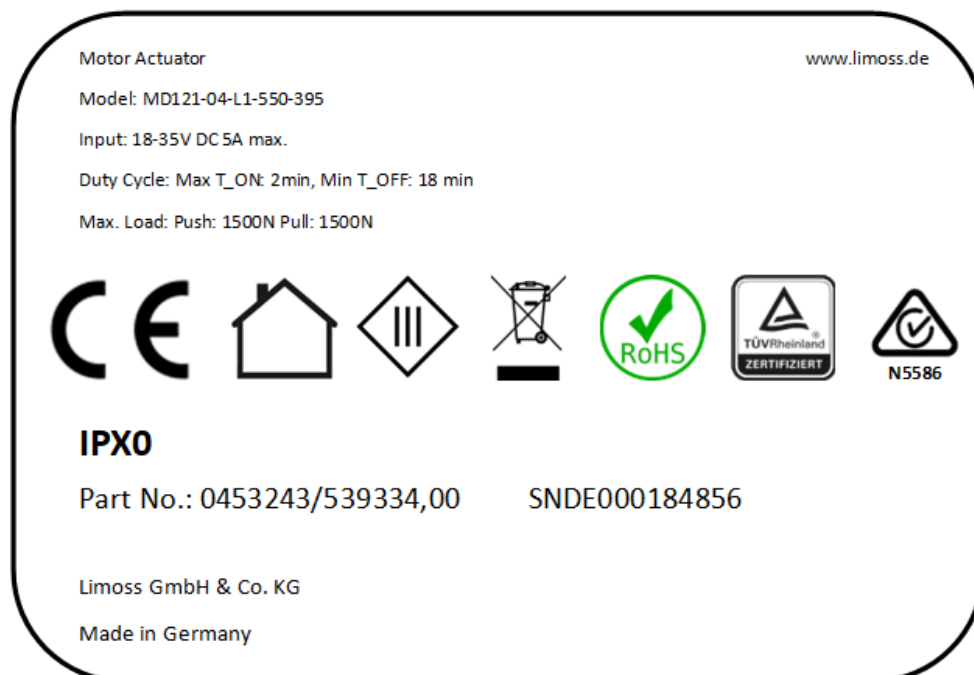 Motor Actuator www.limoss.de
Model: MD121-04-L1-550-395
Input: 18-35V DC 5A max.
Duty Cycle: Max T_ON: 2min, Min T_OFF: 18 min
Max. Load: Push: 1500N Pull: 1500N
CE
III
RoHS
TÜVRheinland®
ZERTIFIZIERT
N5586
IPX0
Part No.: 0453243/539334,00 SNDE000184856
Limoss GmbH & Co. KG
Made in Germany